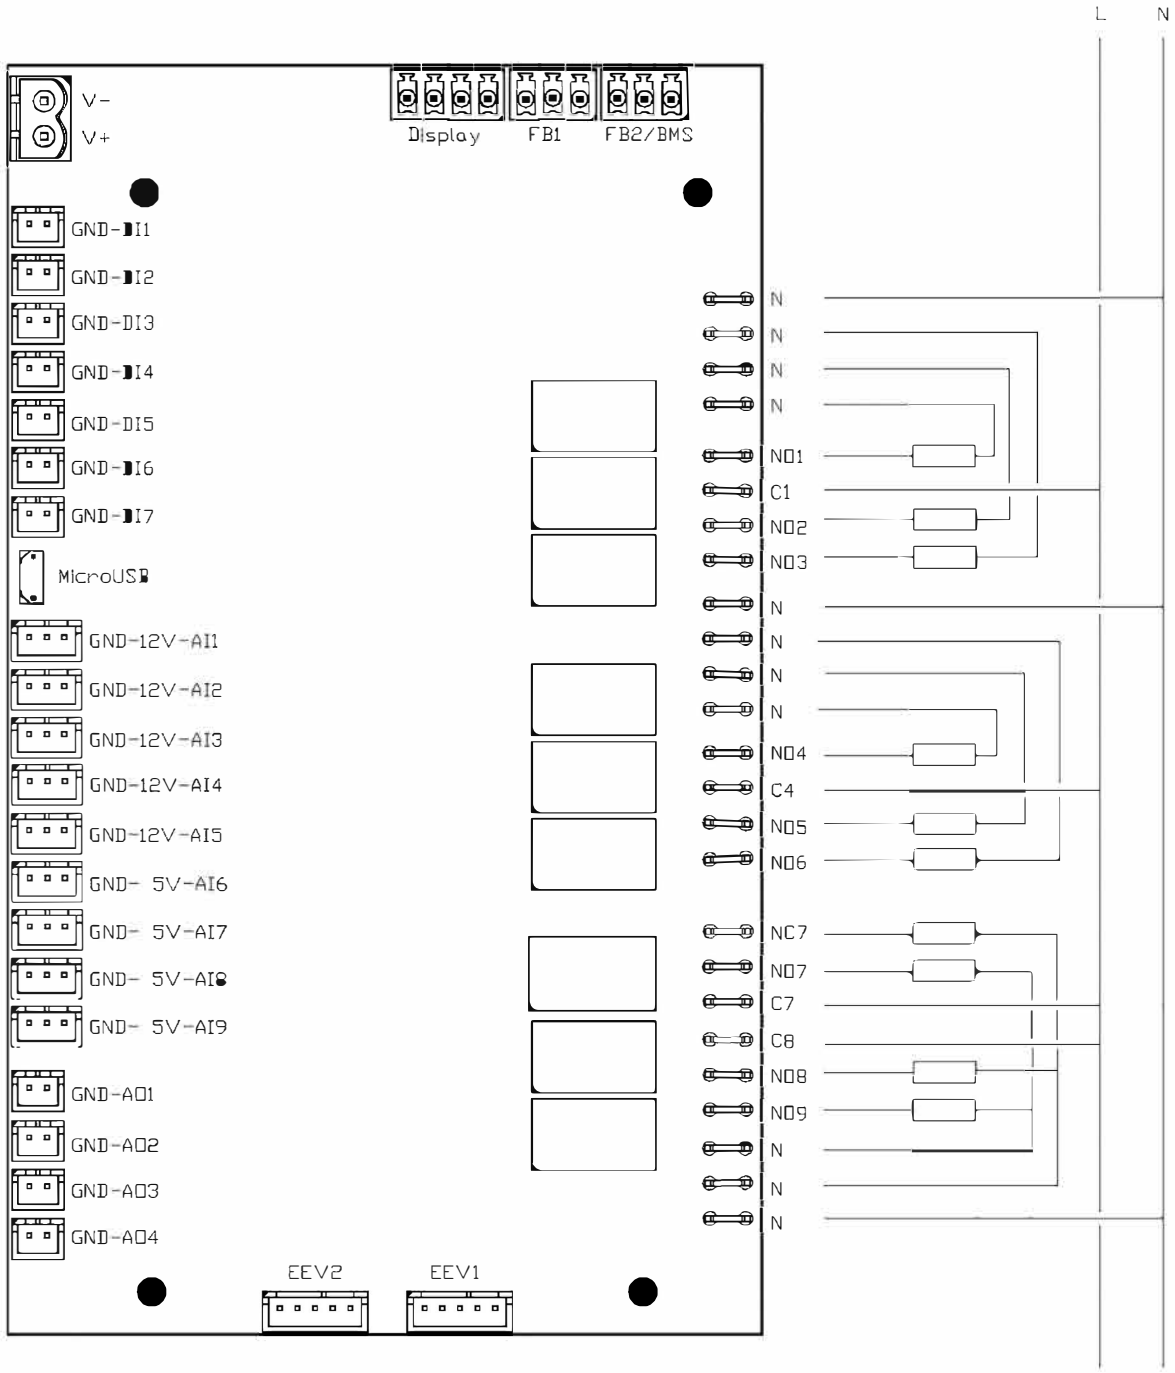 L N
V-
V+
Display FB1 FB2/BMS
GND-DI1
GND-DI2
GND-DI3
GND-DI4
GND-DI5
GND-DI6
GND-DI7
MicroUSB
GND-12V-AI1
GND-12V-AI2
GND-12V-AI3
GND-12V-AI4
GND-12V-AI5
GND- 5V-AI6
GND- 5V-AI7
GND- 5V-AI8
GND- 5V-AI9
GND-AO1
GND-AO2
GND-AO3
GND-AO4
EEV2 EEV1
N
N
N
N
NO1
C1
NO2
NO3
N
N
N
N
NO4
C4
NO5
NO6
NC7
NO7
C7
C8
NO8
NO9
N
N
N